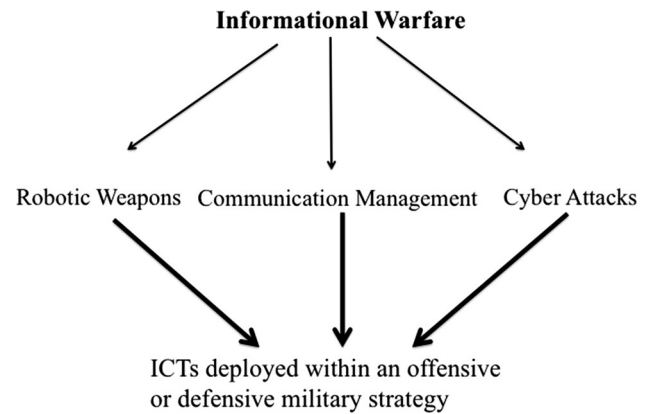 Informational Warfare
Robotic Weapons Communication Management Cyber Attacks
ICTs deployed within an offensive
or defensive military strategy